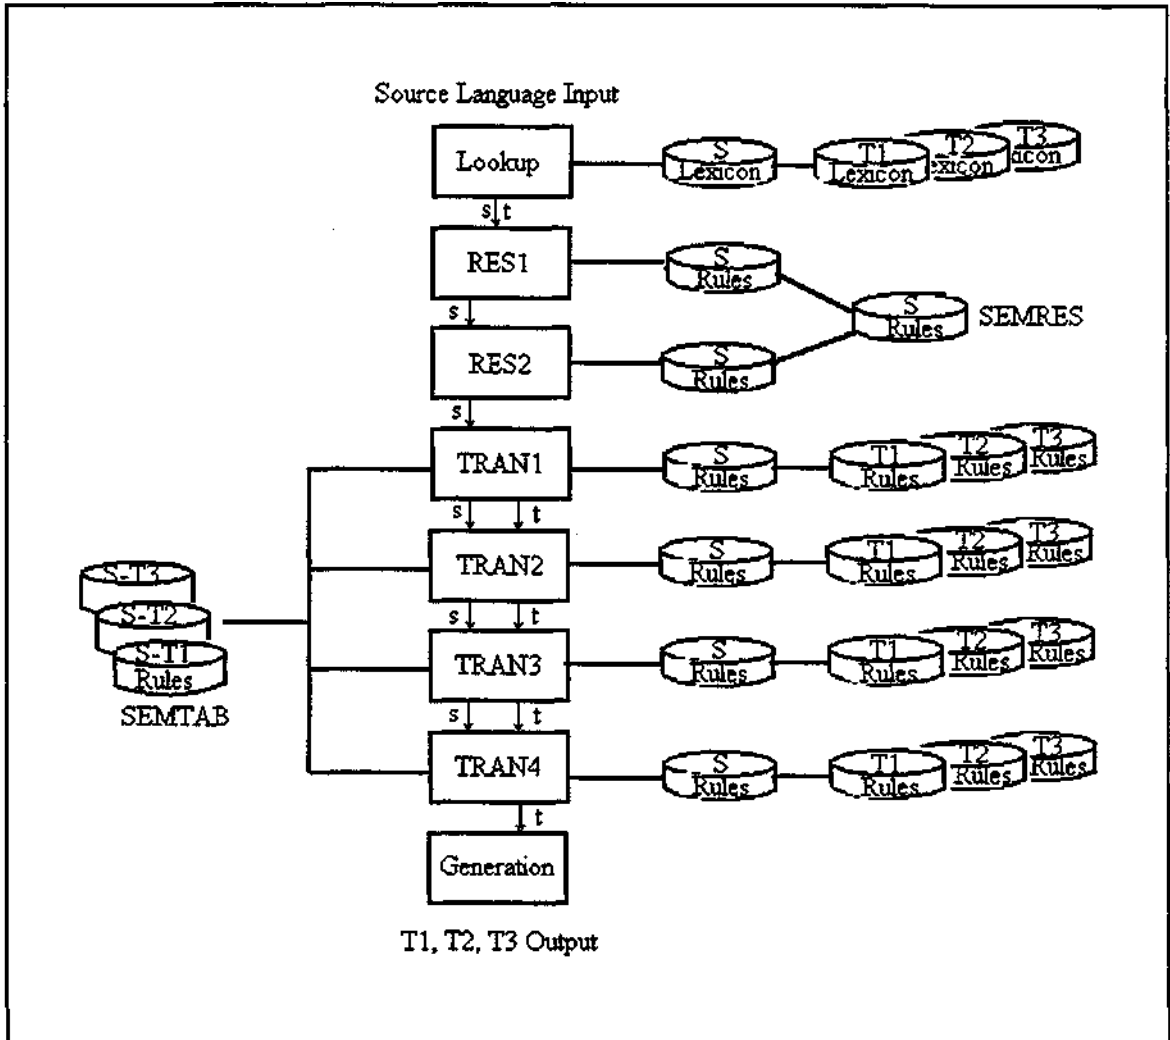 Source Language Input
Lookup
S
Lexicon
T1
Lexicon
T2
exicon
T3
icon
s t
RES1
S
Rules
s
S
Rules
SEMRES
RES2
S
Rules
s
TRAN1
S
Rules
T1
Rules
T2
Rules
T3
Rules
s t
TRAN2
S
Rules
T1
Rules
T2
Rules
T3
Rules
S-T3
S-T2
S-T1
Rules
SEMTAB
s t
TRAN3
S
Rules
T1
Rules
T2
Rules
T3
Rules
s t
TRAN4
S
Rules
T1
Rules
T2
Rules
T3
Rules
t
Generation
T1, T2, T3 Output